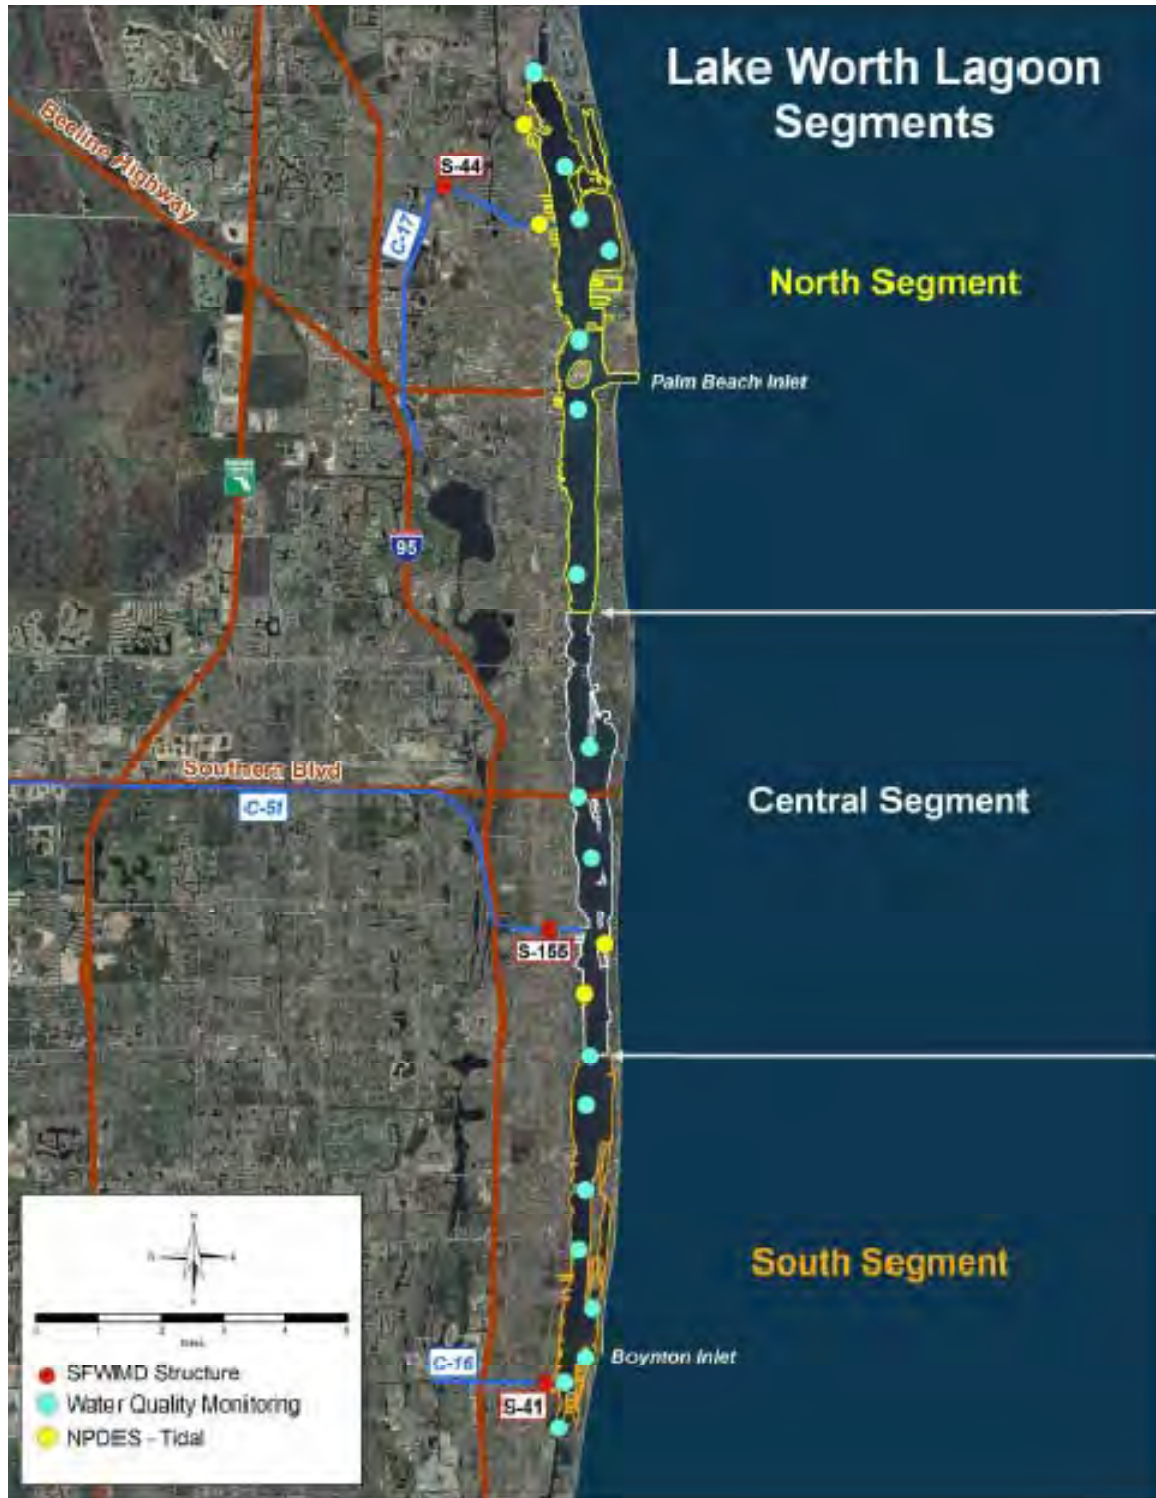 Lake Worth Lagoon
Segments
Beeline Highway
S-44
C-17
North Segment
Palm Beach Inlet
95
Southern Blvd
C-51
Central Segment
S-155
South Segment
Boynton Inlet
C-16
S-41
SFWMD Structure
Water Quality Monitoring
NPDES - Tidal